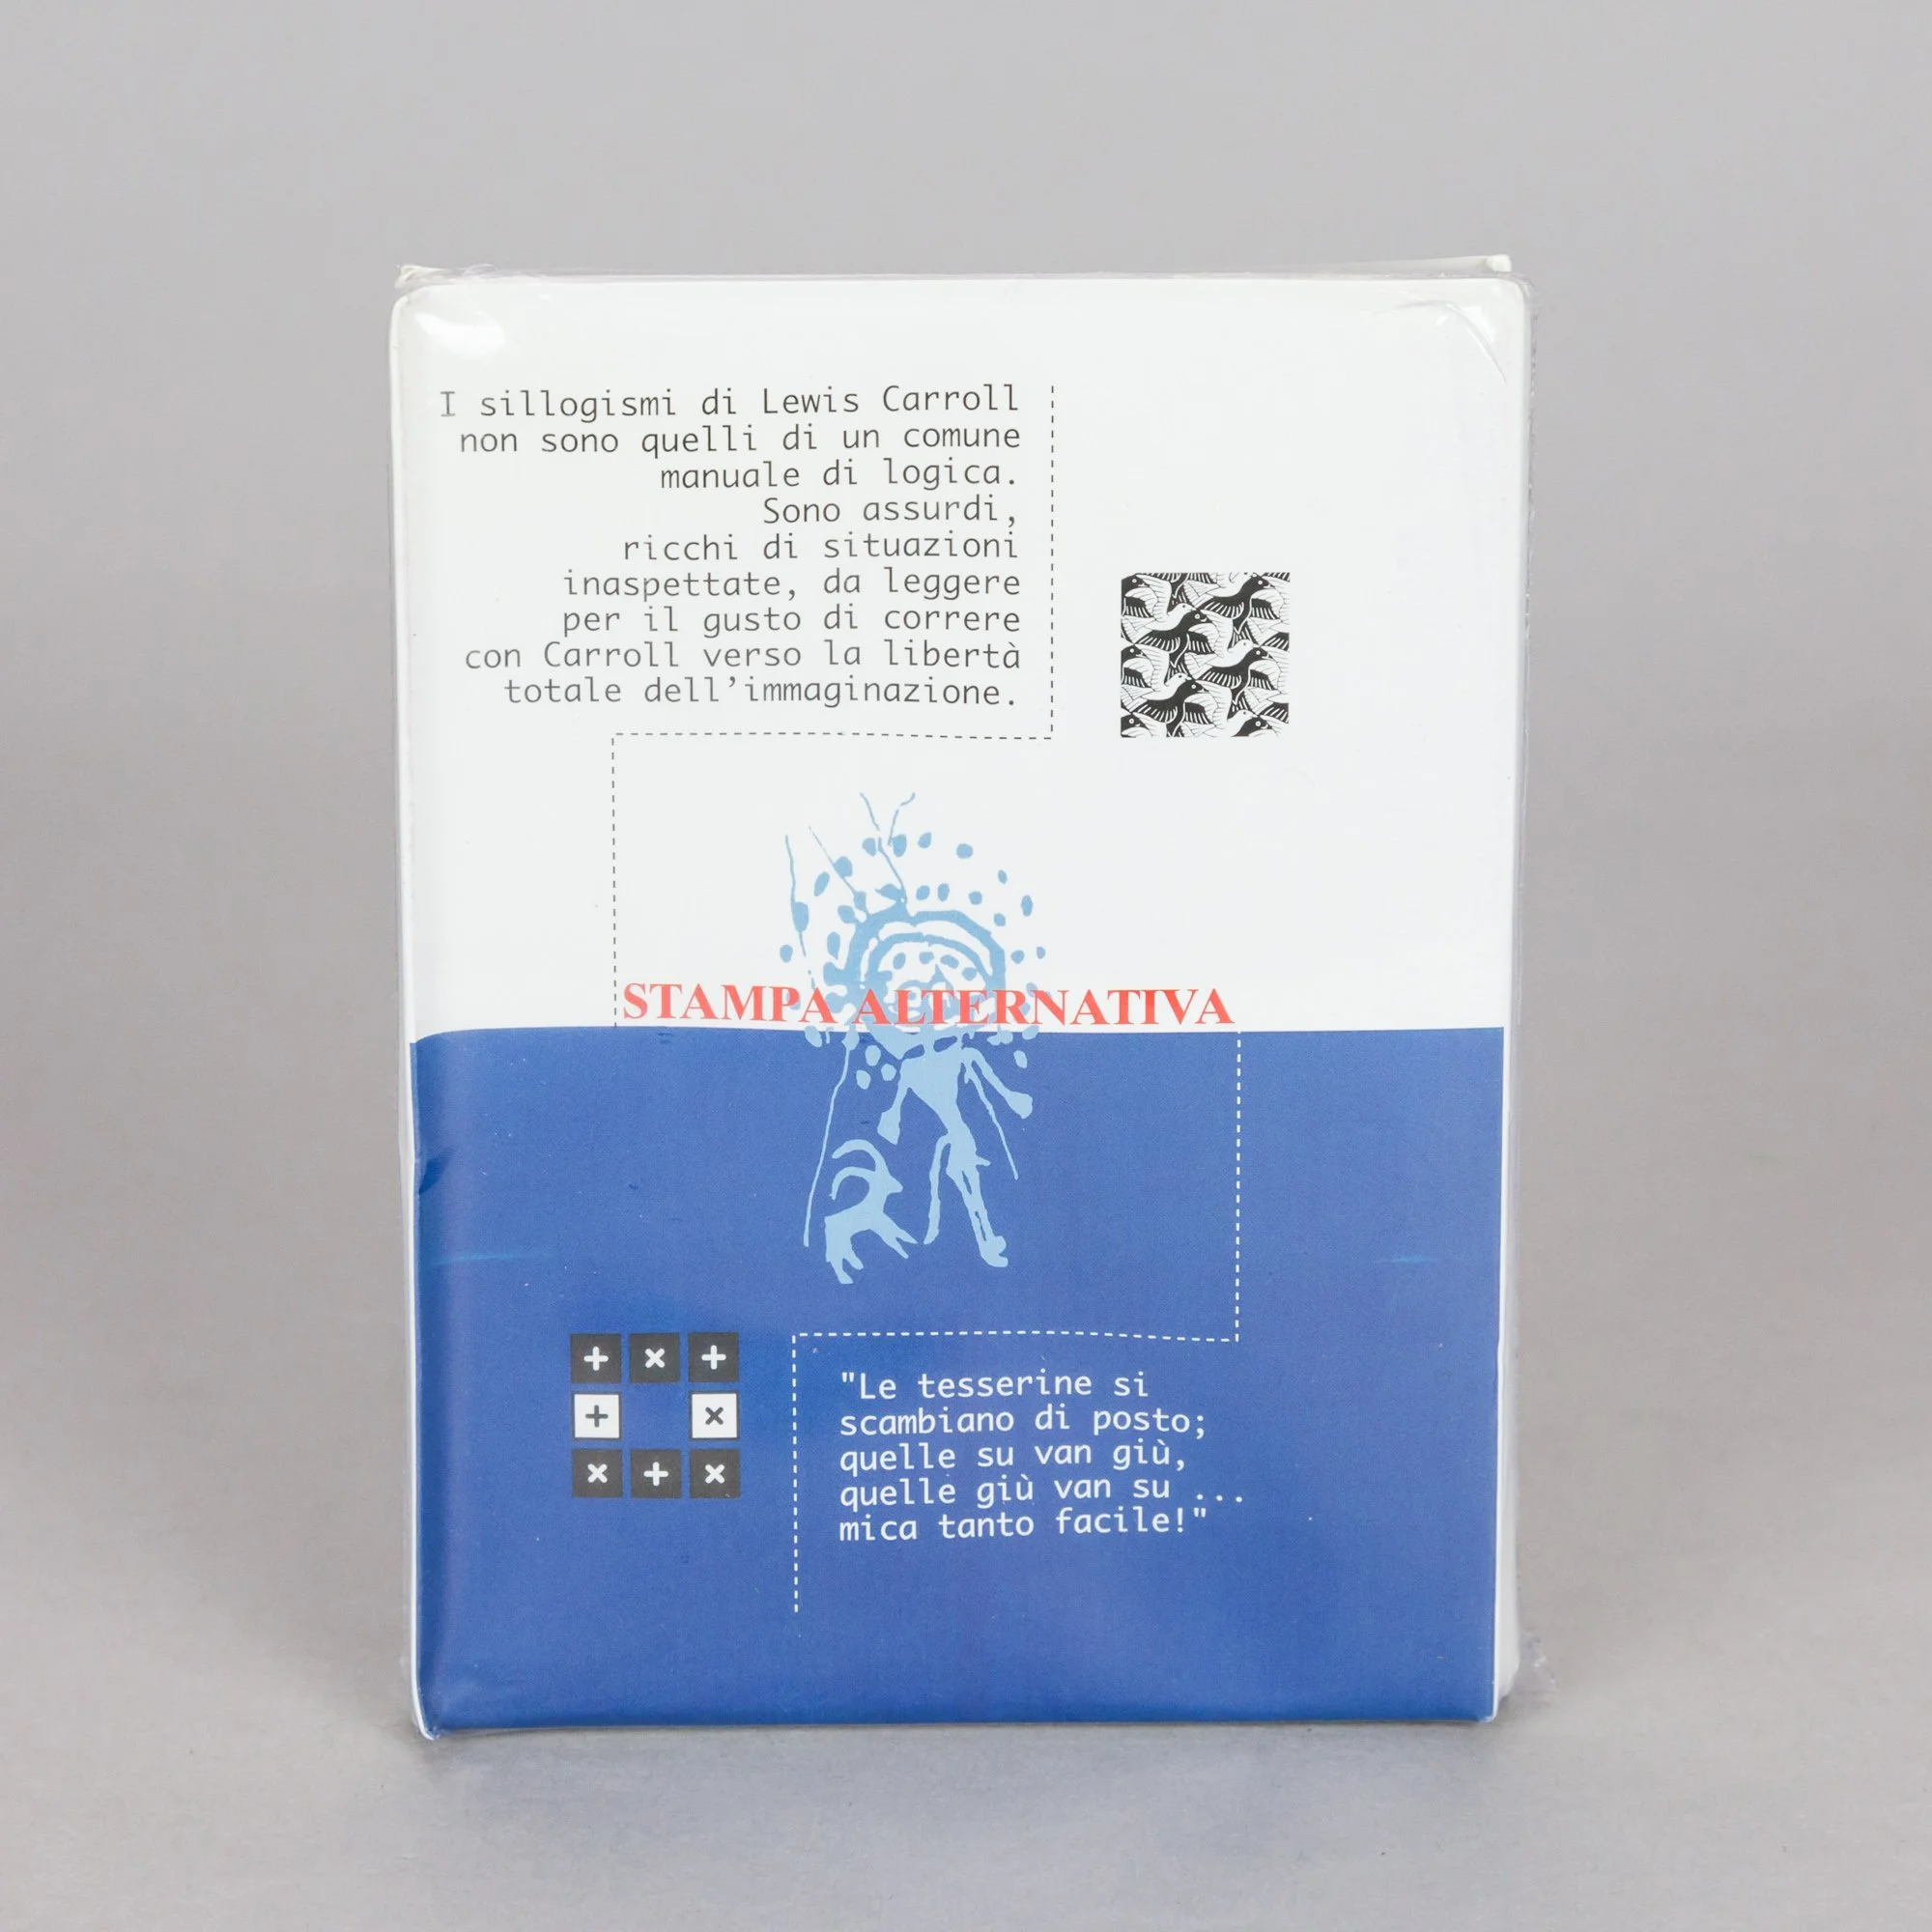 I sillogismi di Lewis Carroll
non sono quelli di un comune
manuale di logica.
Sono assurdi,
ricchi di situazioni
inaspettate, da leggere
per il gusto di correre
con Carroll verso la libertà
totale dell’immaginazione.
STAMPA ALTERNATIVA
+ × +
+ ×
× + ×
"Le tesserine si
scambiano di posto;
quelle su van giù,
quelle giù van su ...
mica tanto facile!"